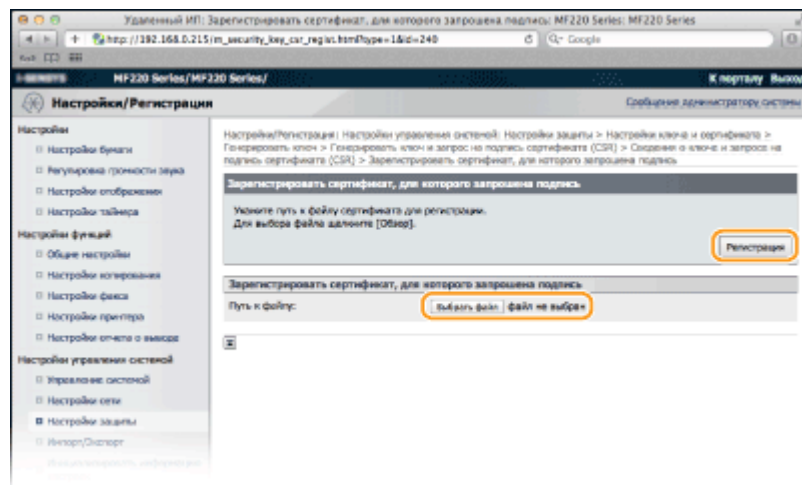 Удаленный ИП: Зарегистрировать сертификат, для которого запрошена подпись: MF220 Series: MF220 Series
http://192.168.0.215/m_security_key_csr_regist.html?type=1&id=240
Google
MF220 Series/MF220 Series/
К порталу Выход
Настройки/Регистрация
Сообщение администратору системы
Настройки
Настройки бумаги
Регулировка громкости звука
Настройки отображения
Настройки таймера
Настройки функций
Общие настройки
Настройки копирования
Настройки факса
Настройки принтера
Настройки отчета о выводе
Настройки управления системой
Управление системой
Настройки сети
Настройки защиты
Импорт/Экспорт
Настройки/Регистрация: Настройки управления системой: Настройки защиты > Настройки ключа и сертификата >
Генерировать ключ > Генерировать ключ и запрос на подпись сертификата (CSR) > Сведения о ключе и запросе на
подпись сертификата (CSR) > Зарегистрировать сертификат, для которого запрошена подпись
Зарегистрировать сертификат, для которого запрошена подпись
Укажите путь к файлу сертификата для регистрации.
Для выбора файла щелкните [Обзор].
Регистрация
Зарегистрировать сертификат, для которого запрошена подпись
Путь к файлу:
Выбрать файл файл не выбран